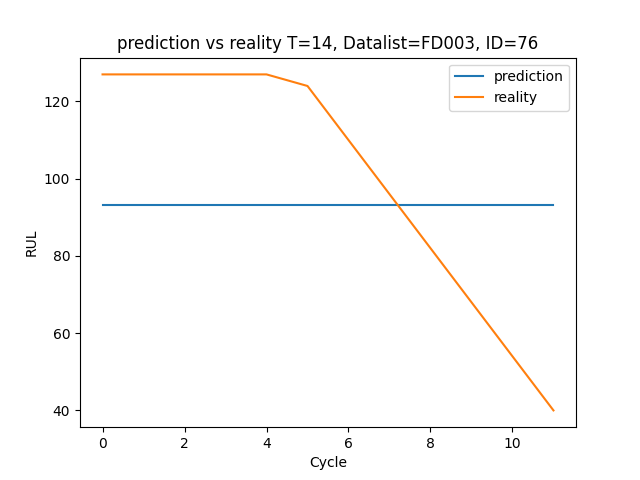 prediction vs reality T=14, Datalist=FD003, ID=76
prediction
reality
120
100
80
60
40
RUL
0 2 4 6 8 10
Cycle